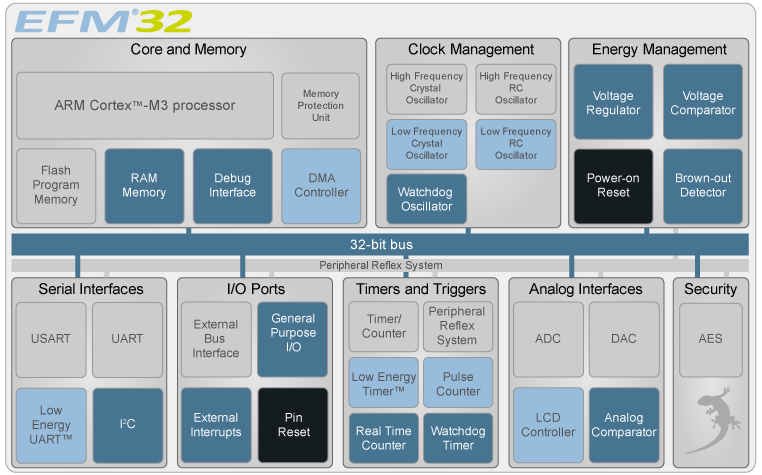 EFM®32
Core and Memory
ARM Cortex™-M3 processor
Memory
Protection
Unit
Flash
Program
Memory
RAM
Memory
Debug
Interface
DMA
Controller
Clock Management
High Frequency
Crystal
Oscillator
High Frequency
RC
Oscillator
Low Frequency
Crystal
Oscillator
Low Frequency
RC
Oscillator
Watchdog
Oscillator
Energy Management
Voltage
Regulator
Voltage
Comparator
Power-on
Reset
Brown-out
Detector
32-bit bus
Peripheral Reflex System
Serial Interfaces
USART
UART
Low
Energy
UART™
I²C
I/O Ports
External
Bus
Interface
General
Purpose
I/O
External
Interrupts
Pin
Reset
Timers and Triggers
Timer/
Counter
Peripheral
Reflex
System
Low Energy
Timer™
Pulse
Counter
Real Time
Counter
Watchdog
Timer
Analog Interfaces
ADC
DAC
LCD
Controller
Analog
Comparator
Security
AES